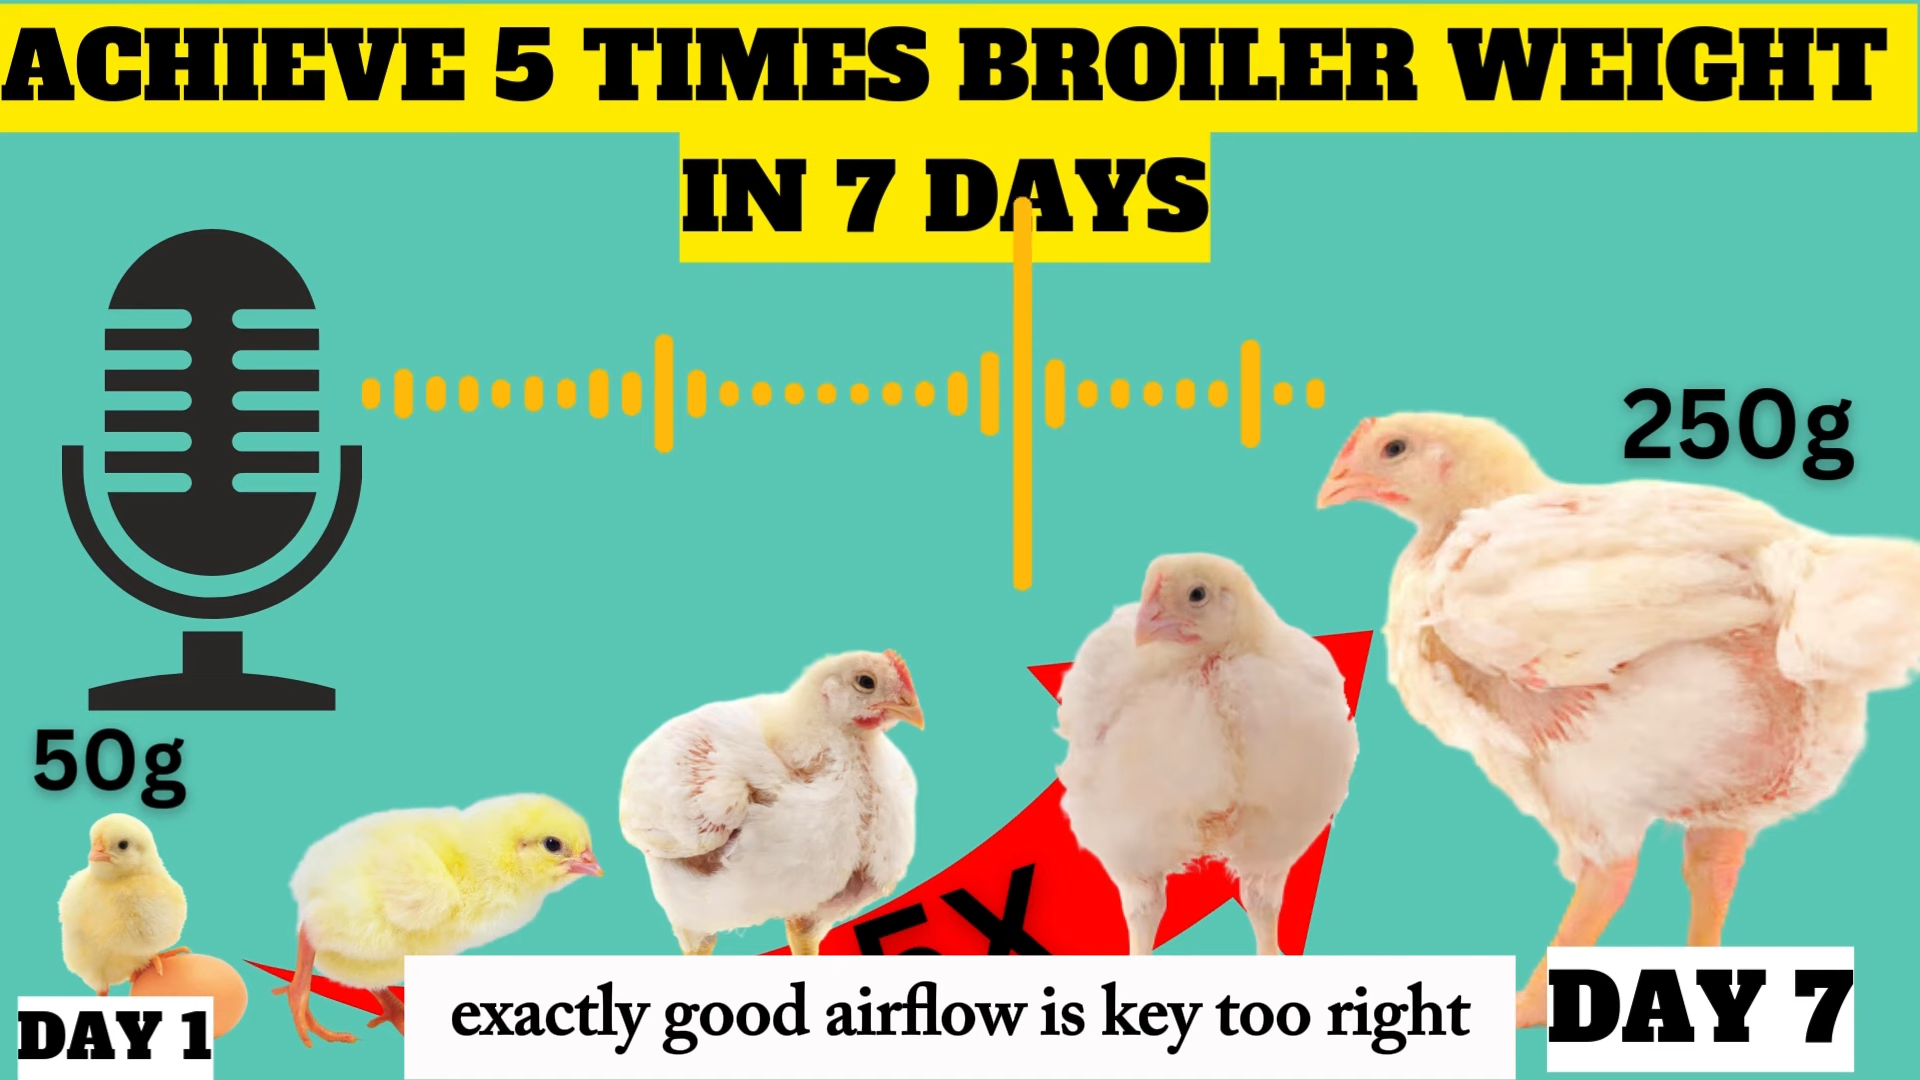 ACHIEVE 5 TIMES BROILER WEIGHT
IN 7 DAYS
250g
50g
5X
exactly good airflow is key too right
DAY 1
DAY 7